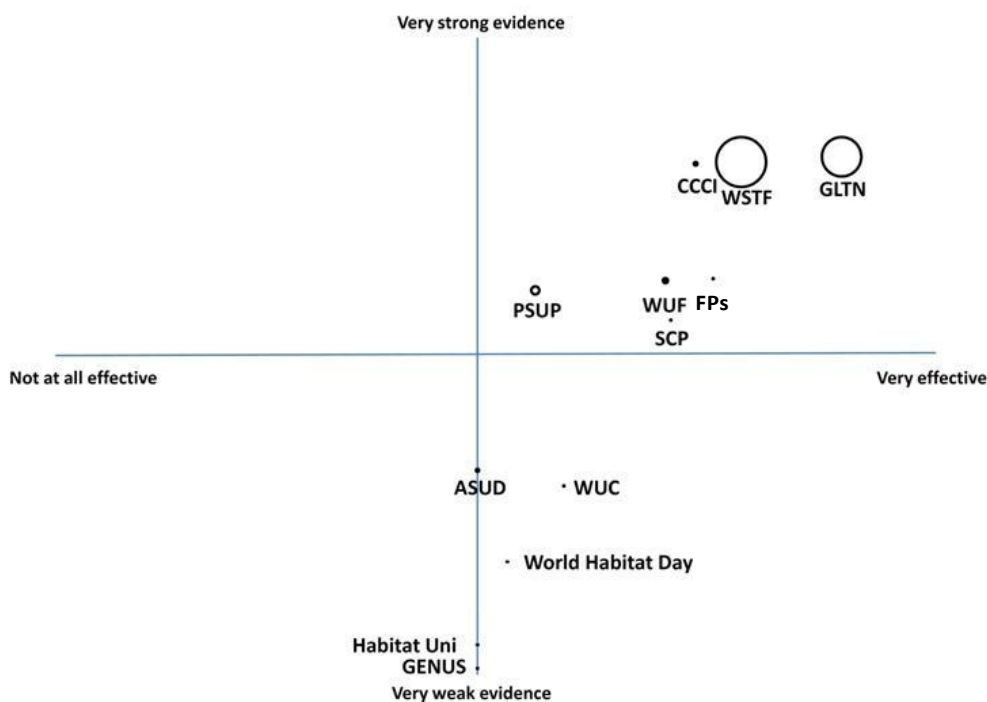 Very strong evidence
CCCI
WSTF
GLTN
PSUP
WUF
FPs
SCP
Not at all effective
Very effective
ASUD
WUC
World Habitat Day
Habitat Uni
GENUS
Very weak evidence